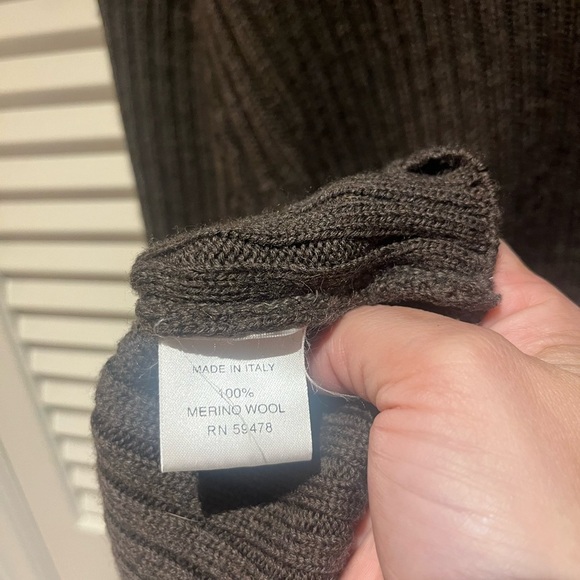 MADE IN ITALY
100%
MERINO WOOL
RN 59478